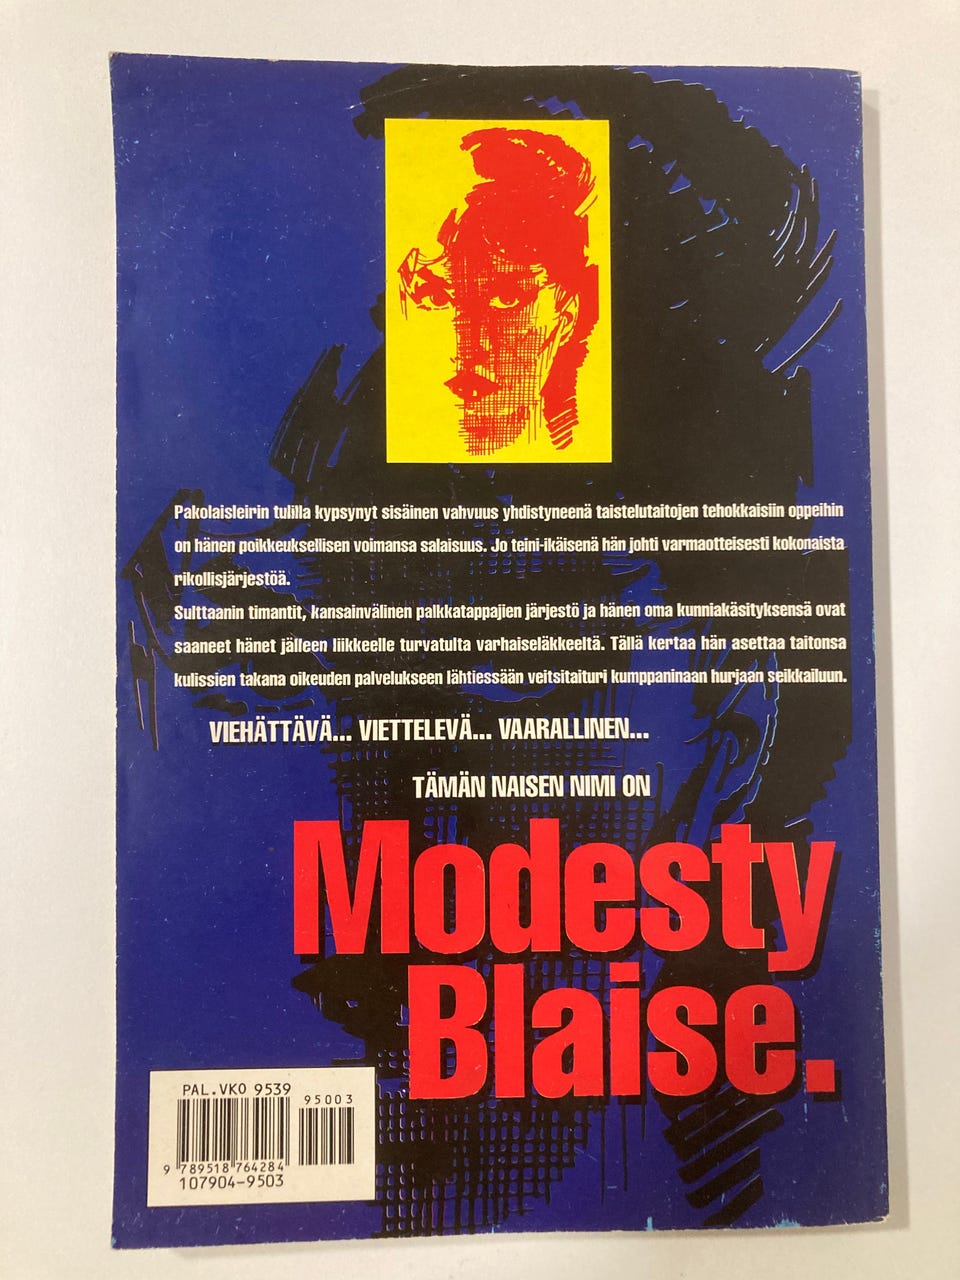 Pakolaisleirin tulilla kypsynyt sisäinen vahvuus yhdistyneenä taistelutaitojen tehokkaisiin oppeihin
on hänen poikkeuksellisen voimansa salaisuus. Jo teini-ikäisenä hän johti varmaotteisesti kokonaista
rikollisjärjestöä.
Sulttaanin timantit, kansainvälinen palkkatappajien järjestö ja hänen oma kunniakäsityksensä ovat
saaneet hänet jälleen liikkeelle turvatulta varhaiseläkkeeltä. Tällä kertaa hän asettaa taitonsa
kulissien takana oikeuden palvelukseen lähtiessään veitsitaituri kumppaninaan hurjaan seikkailuun.
VIEHÄTTÄVÄ... VIETTELEVÄ... VAARALLINEN...
TÄMÄN NAISEN NIMI ON
Modesty
Blaise.
PAL.VKO 9539
95003
9 789518 764284
107904-9503